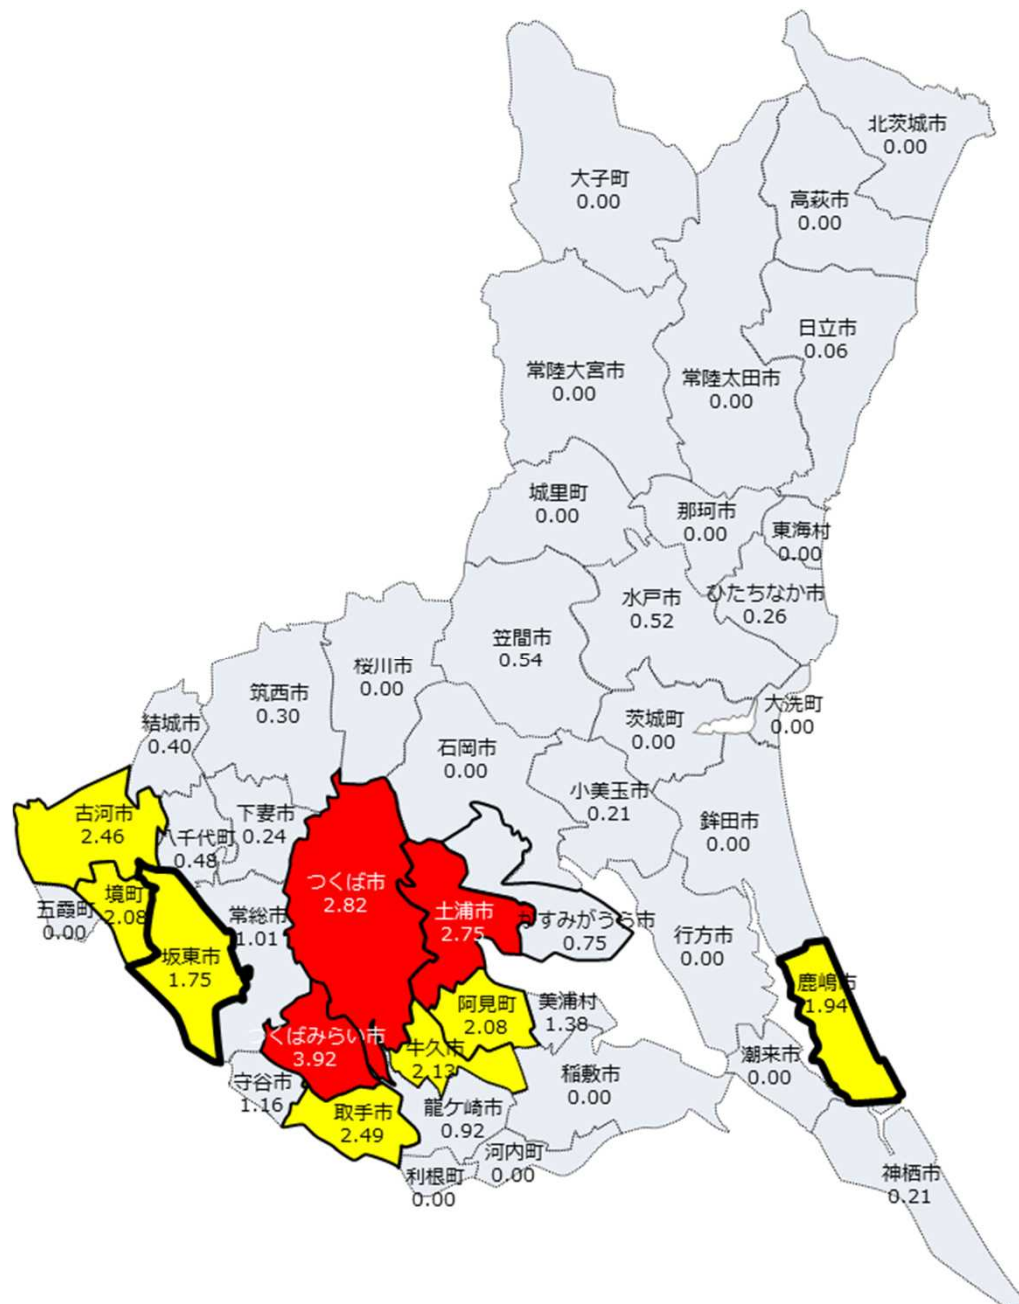 北茨城市
0.00
大子町
0.00
高萩市
0.00
日立市
0.06
常陸大宮市
0.00
常陸太田市
0.00
城里町
0.00
那珂市
0.00
東海村
0.00
水戸市
0.52
ひたちなか市
0.26
笠間市
0.54
桜川市
0.00
筑西市
0.30
結城市
0.40
茨城町
0.00
大洗町
0.00
石岡市
0.00
小美玉市
0.21
鉾田市
0.00
古河市
2.46
八千代町
0.48
下妻市
0.24
つくば市
2.82
土浦市
2.75
かすみがうら市
0.75
境町
2.08
五霞町
0.00
坂東市
1.75
常総市
1.01
行方市
0.00
鹿嶋市
1.94
阿見町
2.08
美浦村
1.38
つくばみらい市
3.92
牛久市
2.13
潮来市
0.00
守谷市
1.16
稲敷市
0.00
取手市
2.49
龍ケ崎市
0.92
河内町
0.00
利根町
0.00
神栖市
0.21